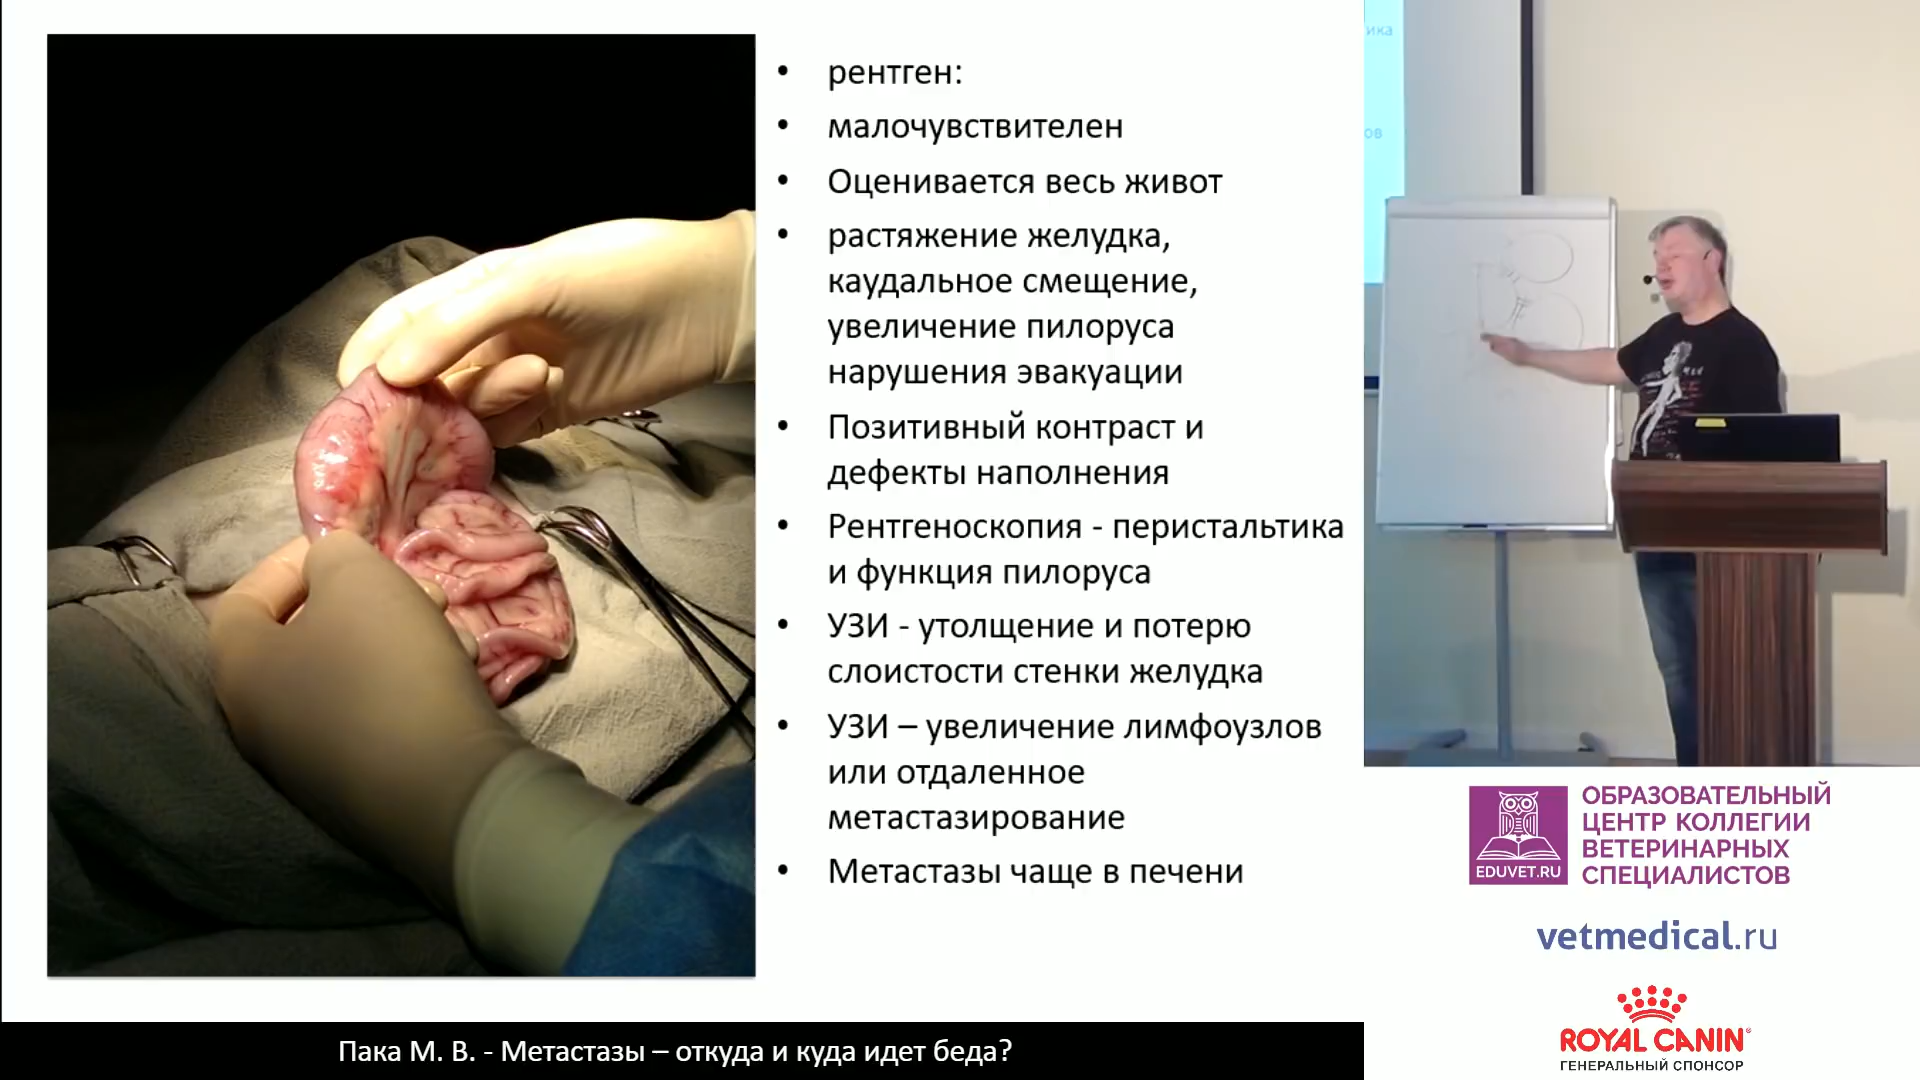 рентген:
малочувствителен
Оценивается весь живот
растяжение желудка,
каудальное смещение,
увеличение пилоруса
нарушения эвакуации
Позитивный контраст и
дефекты наполнения
Рентгеноскопия - перистальтика
и функция пилоруса
УЗИ - утолщение и потерю
слоистости стенки желудка
УЗИ – увеличение лимфоузлов
или отдаленное
метастазирование
Метастазы чаще в печени
Пака М. В. - Метастазы – откуда и куда идет беда?
ика
ов
EDUVET.RU
ОБРАЗОВАТЕЛЬНЫЙ
ЦЕНТР КОЛЛЕГИИ
ВЕТЕРИНАРНЫХ
СПЕЦИАЛИСТОВ
vetmedical.ru
ROYAL CANIN®
ГЕНЕРАЛЬНЫЙ СПОНСОР